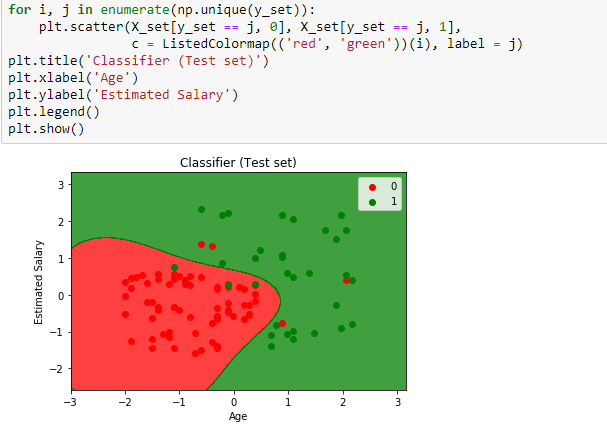 for i, j in enumerate(np.unique(y_set)):
    plt.scatter(X_set[y_set == j, 0], X_set[y_set == j, 1],
                c = ListedColormap(('red', 'green'))(i), label = j)
plt.title('Classifier (Test set)')
plt.xlabel('Age')
plt.ylabel('Estimated Salary')
plt.legend()
plt.show()
Classifier (Test set)
0
1
3
2
1
0
−1
−2
Estimated Salary
−3 −2 −1 0 1 2 3
Age